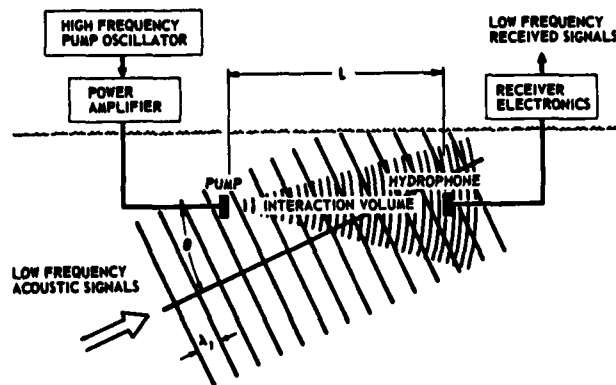 HIGH FREQUENCY
PUMP OSCILLATOR
POWER
AMPLIFIER
LOW FREQUENCY
RECEIVED SIGNALS
RECEIVER
ELECTRONICS
L
PUMP
HYDROPHONE
INTERACTION VOLUME
θ
LOW FREQUENCY
ACOUSTIC SIGNALS
λ₁